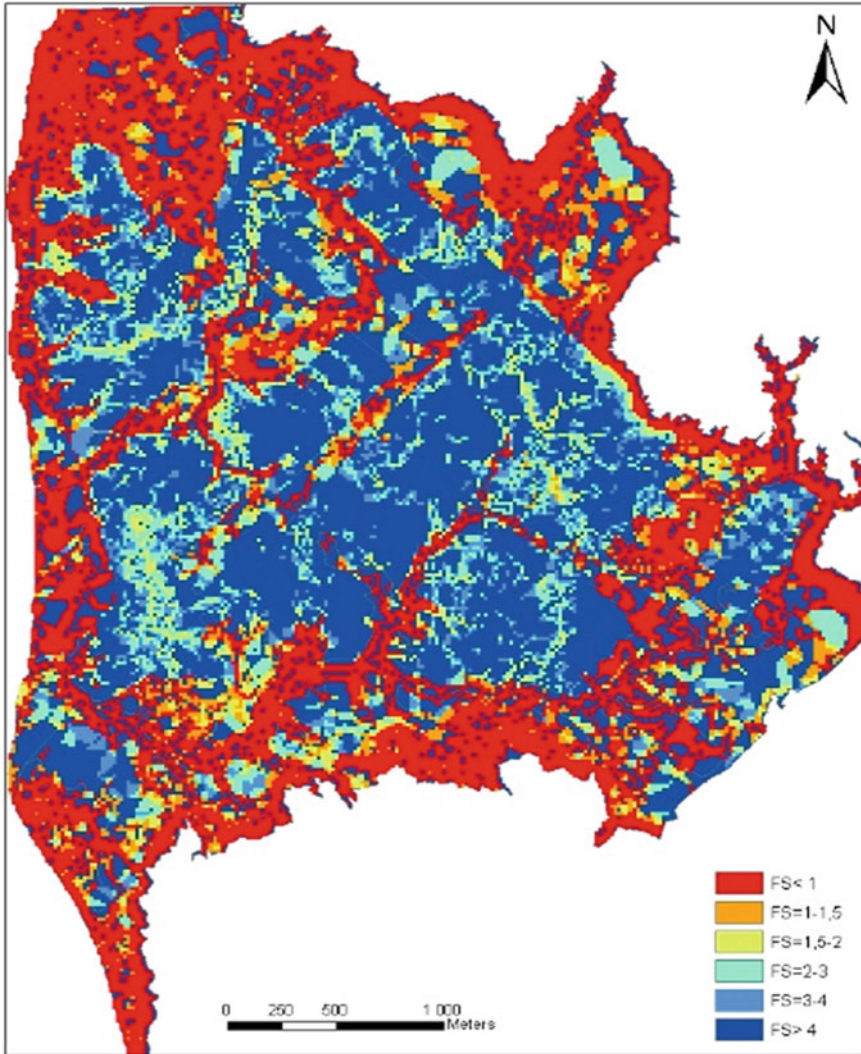 N
FS< 1
FS=1-1,5
FS=1,5-2
FS=2-3
FS=3-4
FS> 4
0 250 500 1 000
Meters